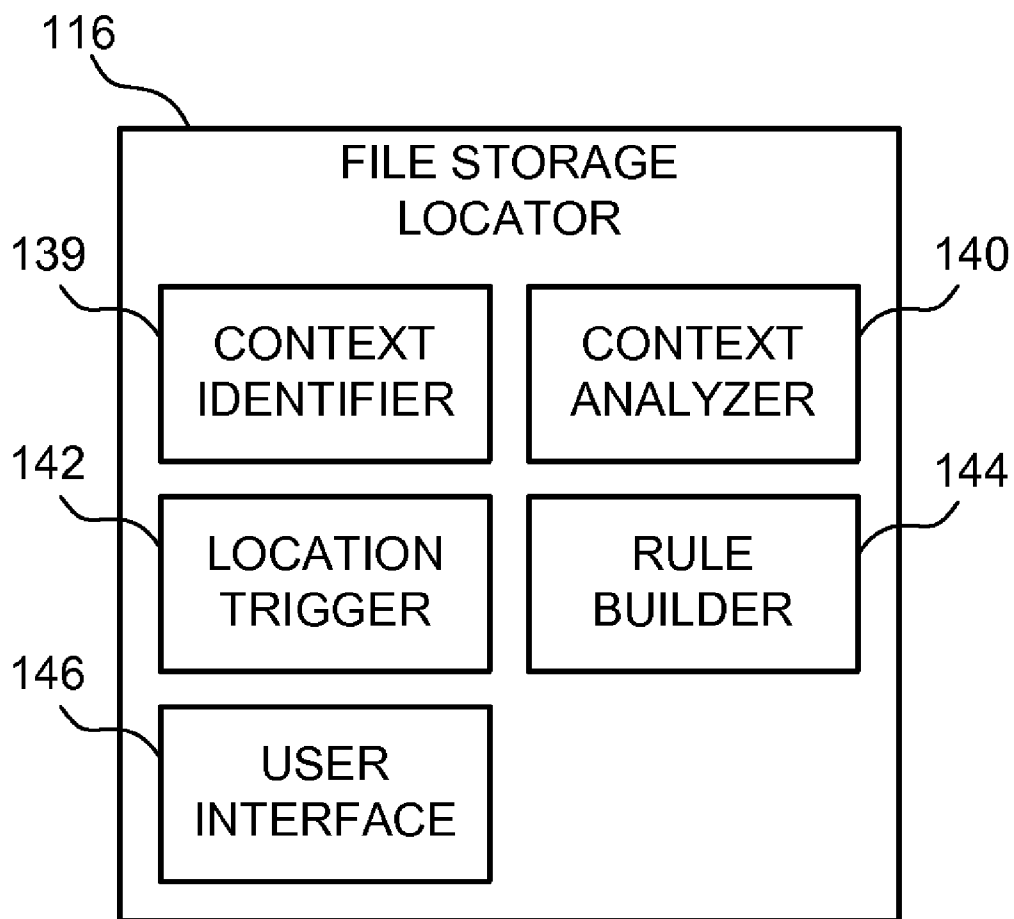 116
FILE STORAGE
LOCATOR
139
140
CONTEXT
IDENTIFIER
CONTEXT
ANALYZER
142
144
LOCATION
TRIGGER
RULE
BUILDER
146
USER
INTERFACE